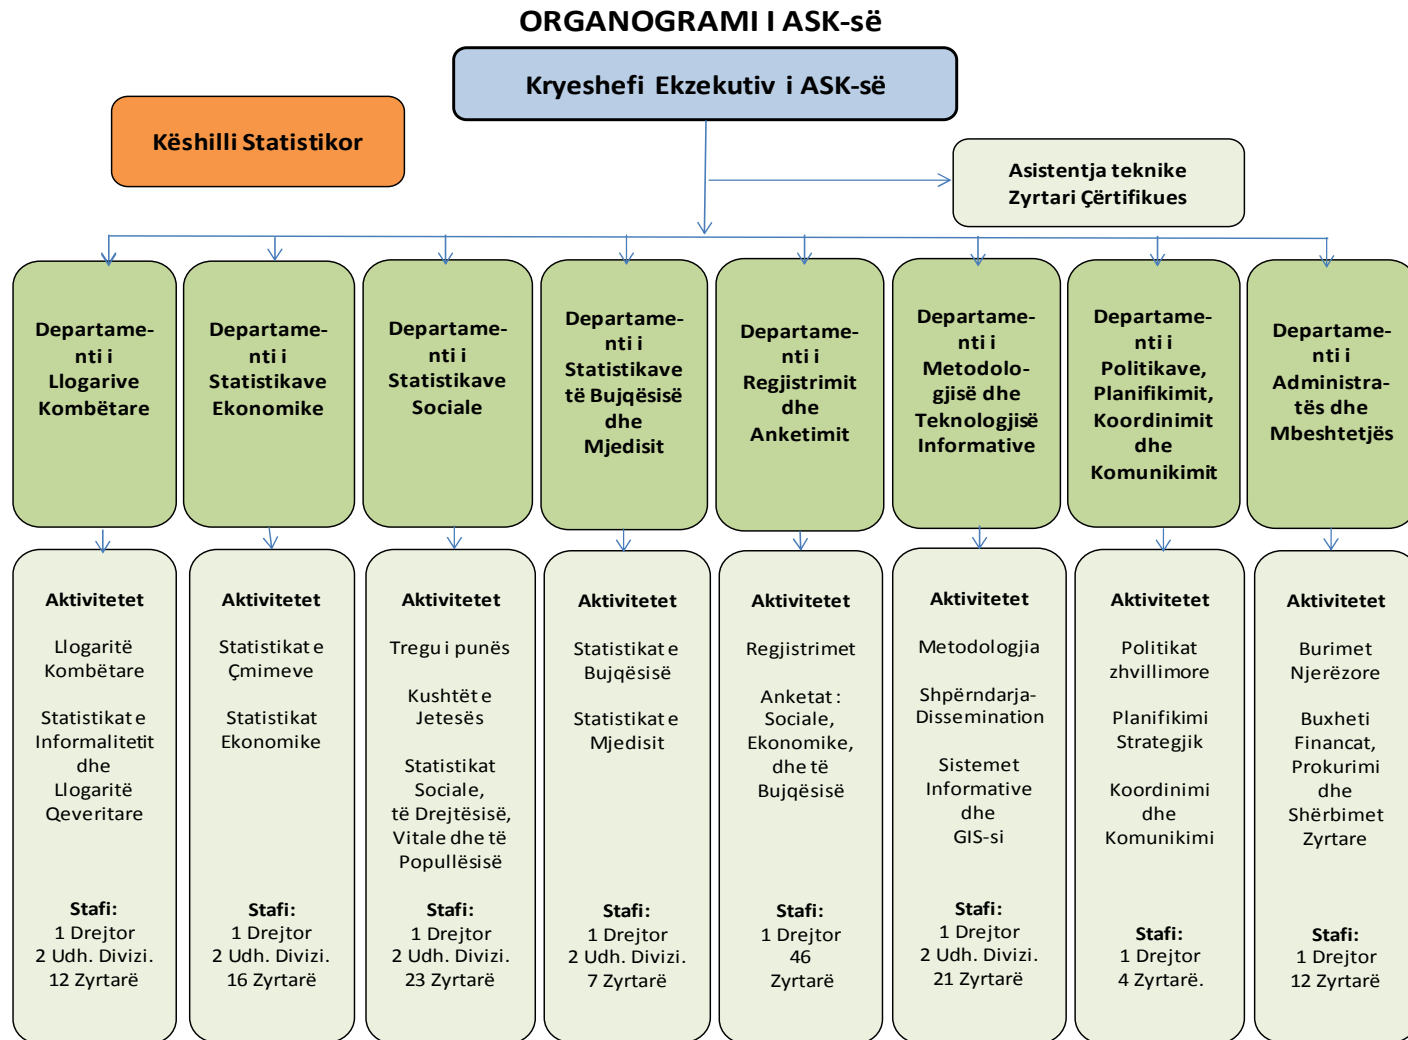 ORGANOGRAMI I ASK-së
Kryeshefi Ekzekutiv i ASK-së
Këshilli Statistikor
Asistentja teknike
Zyrtari Çërtifikues
Departame-
nti i
Llogarive
Kombëtare
Departame-
nti i
Statistikave
Ekonomike
Departame-
nti i
Statistikave
Sociale
Departame-
nti i
Statistikave
të Bujqësisë
dhe
Mjedisit
Departame-
nti i
Regjistrimit
dhe
Anketimit
Departame-
nti i
Metodolo-
gjisë dhe
Teknologjisë
Informative
Departame-
nti i
Politikave,
Planifikimit,
Koordinimit
dhe
Komunikimit
Departame-
nti i
Administra-
tës dhe
Mbeshtetjës
Aktivitetet
Llogaritë
Kombëtare
Statistikat e
Informalitetit
dhe
Llogaritë
Qeveritare
Stafi:
1 Drejtor
2 Udh. Divizi.
12 Zyrtarë
Aktivitetet
Statistikat e
Çmimeve
Statistikat
Ekonomike
Stafi:
1 Drejtor
2 Udh. Divizi.
16 Zyrtarë
Aktivitetet
Tregu i punës
Kushtët e
Jetesës
Statistikat
Sociale,
të Drejtësisë,
Vitale dhe të
Popullësisë
Stafi:
1 Drejtor
2 Udh. Divizi.
23 Zyrtarë
Aktivitetet
Statistikat e
Bujqësisë
Statistikat e
Mjedisit
Stafi:
1 Drejtor
2 Udh. Divizi.
7 Zyrtarë
Aktivitetet
Regjistrimet
Anketat :
Sociale,
Ekonomike,
dhe të
Bujqësisë
Stafi:
1 Drejtor
46
Zyrtarë
Aktivitetet
Metodologjia
Shpërndarja-
Dissemination
Sistemet
Informative
dhe
GIS-si
Stafi:
1 Drejtor
2 Udh. Divizi.
21 Zyrtarë
Aktivitetet
Politikat
zhvillimore
Planifikimi
Strategjik
Koordinimi
dhe
Komunikimi
Stafi:
1 Drejtor
4 Zyrtarë.
Aktivitetet
Burimet
Njerëzore
Buxheti
Financat,
Prokurimi
dhe
Shërbimet
Zyrtare
Stafi:
1 Drejtor
12 Zyrtarë